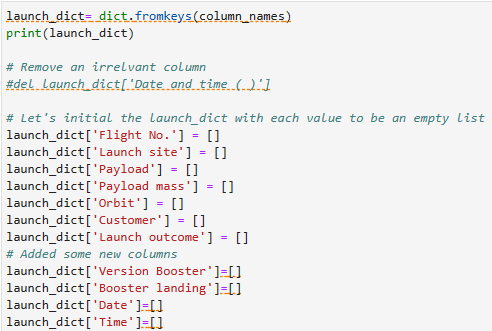 launch_dict= dict.fromkeys(column_names)
print(launch_dict)
# Remove an irrelvant column
#del launch_dict['Date and time ( )']
# Let's initial the launch_dict with each value to be an empty list
launch_dict['Flight No.'] = []
launch_dict['Launch site'] = []
launch_dict['Payload'] = []
launch_dict['Payload mass'] = []
launch_dict['Orbit'] = []
launch_dict['Customer'] = []
launch_dict['Launch outcome'] = []
# Added some new columns
launch_dict['Version Booster']=[]
launch_dict['Booster landing']=[]
launch_dict['Date']=[]
launch_dict['Time']=[]